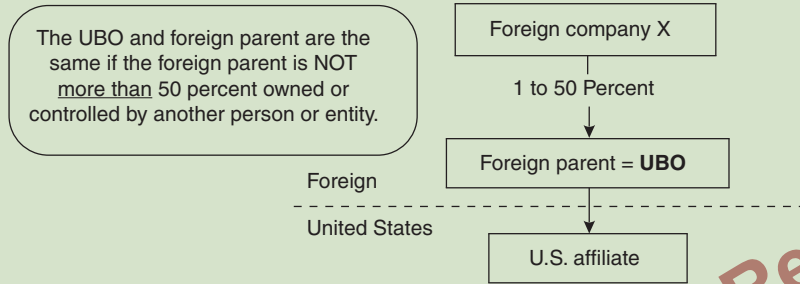 The UBO and foreign parent are the
same if the foreign parent is NOT
more than 50 percent owned or
controlled by another person or entity.
Foreign company X
1 to 50 Percent
Foreign parent = UBO
Foreign
United States
U.S. affiliate